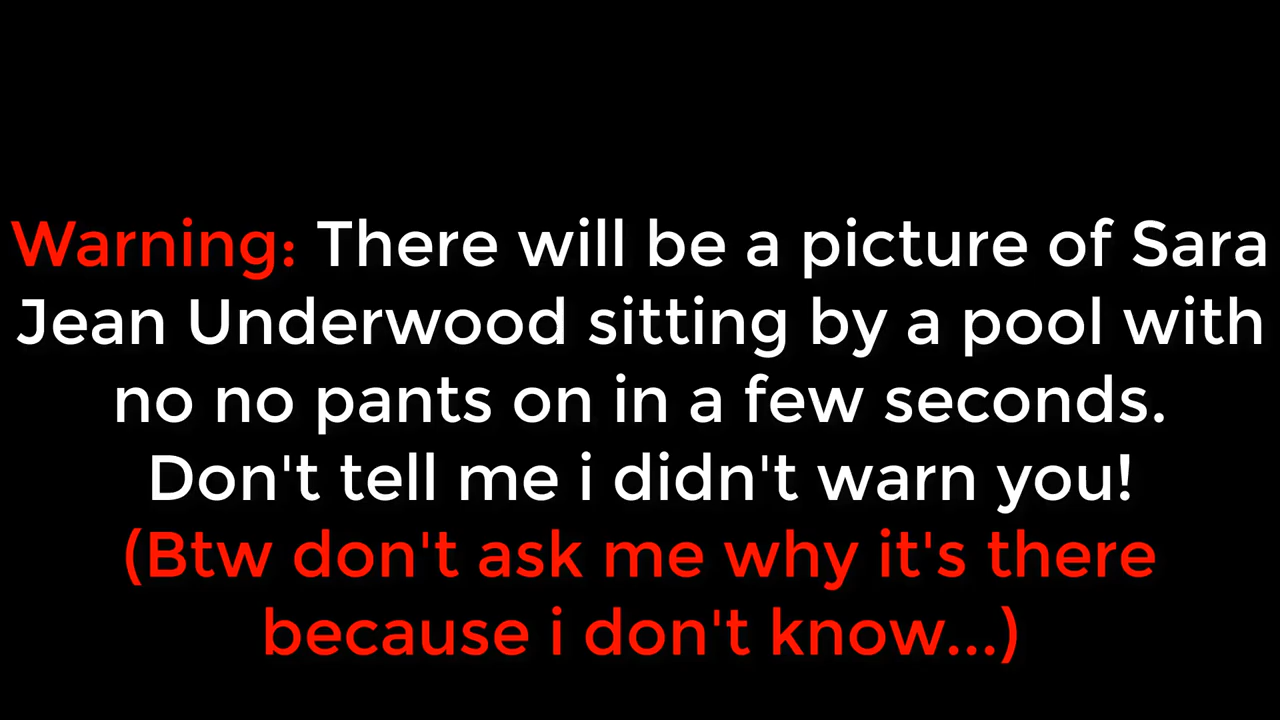 Warning: There will be a picture of Sara
Jean Underwood sitting by a pool with
no no pants on in a few seconds.
Don't tell me i didn't warn you!
(Btw don't ask me why it's there
because i don't know...)